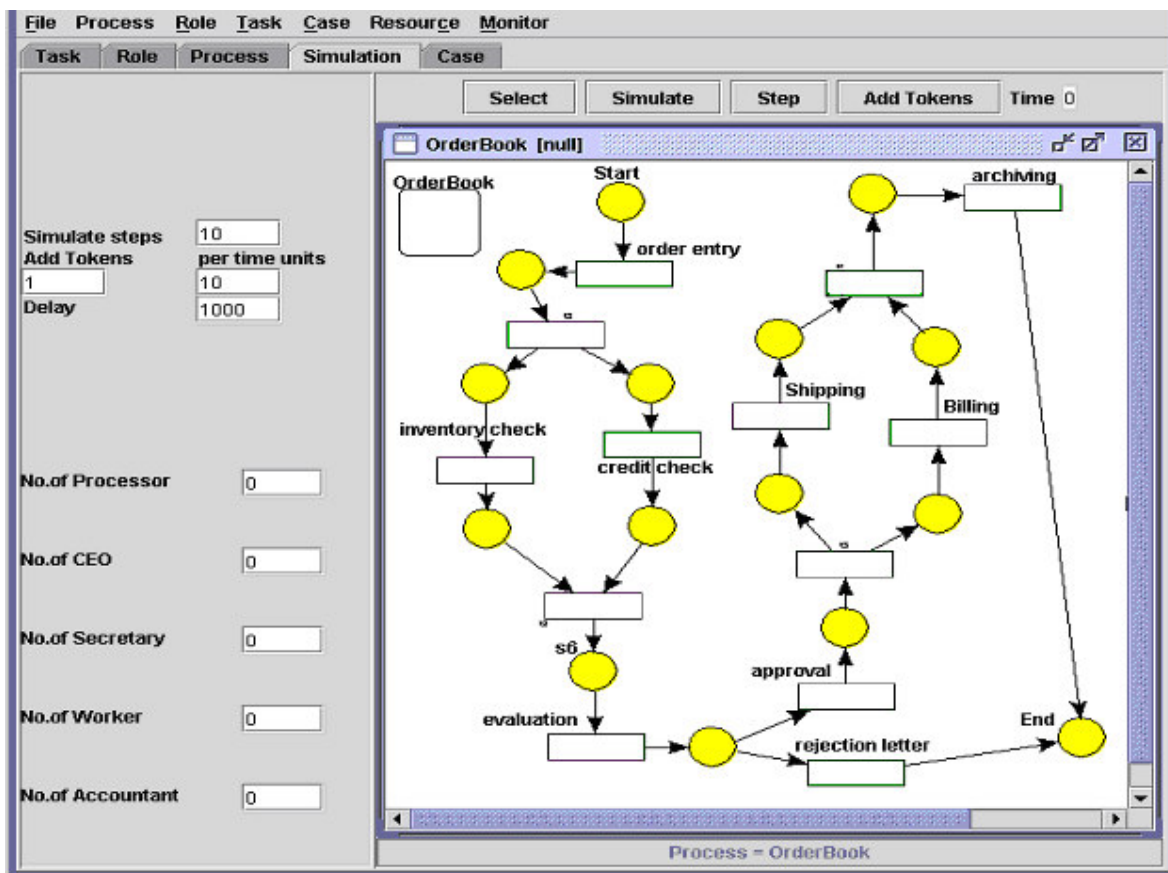 File Process Role Task Case Resource Monitor
Task Role Process Simulation Case
Select Simulate Step Add Tokens Time 0
OrderBook [null]
Simulate steps 10
Add Tokens per time units
1 10
Delay 1000
No.of Processor 0
No.of CEO 0
No.of Secretary 0
No.of Worker 0
No.of Accountant 0
OrderBook
Start
order entry
inventory check
credit check
s6
evaluation
archiving
Shipping
Billing
approval
rejection letter
End
Process = OrderBook